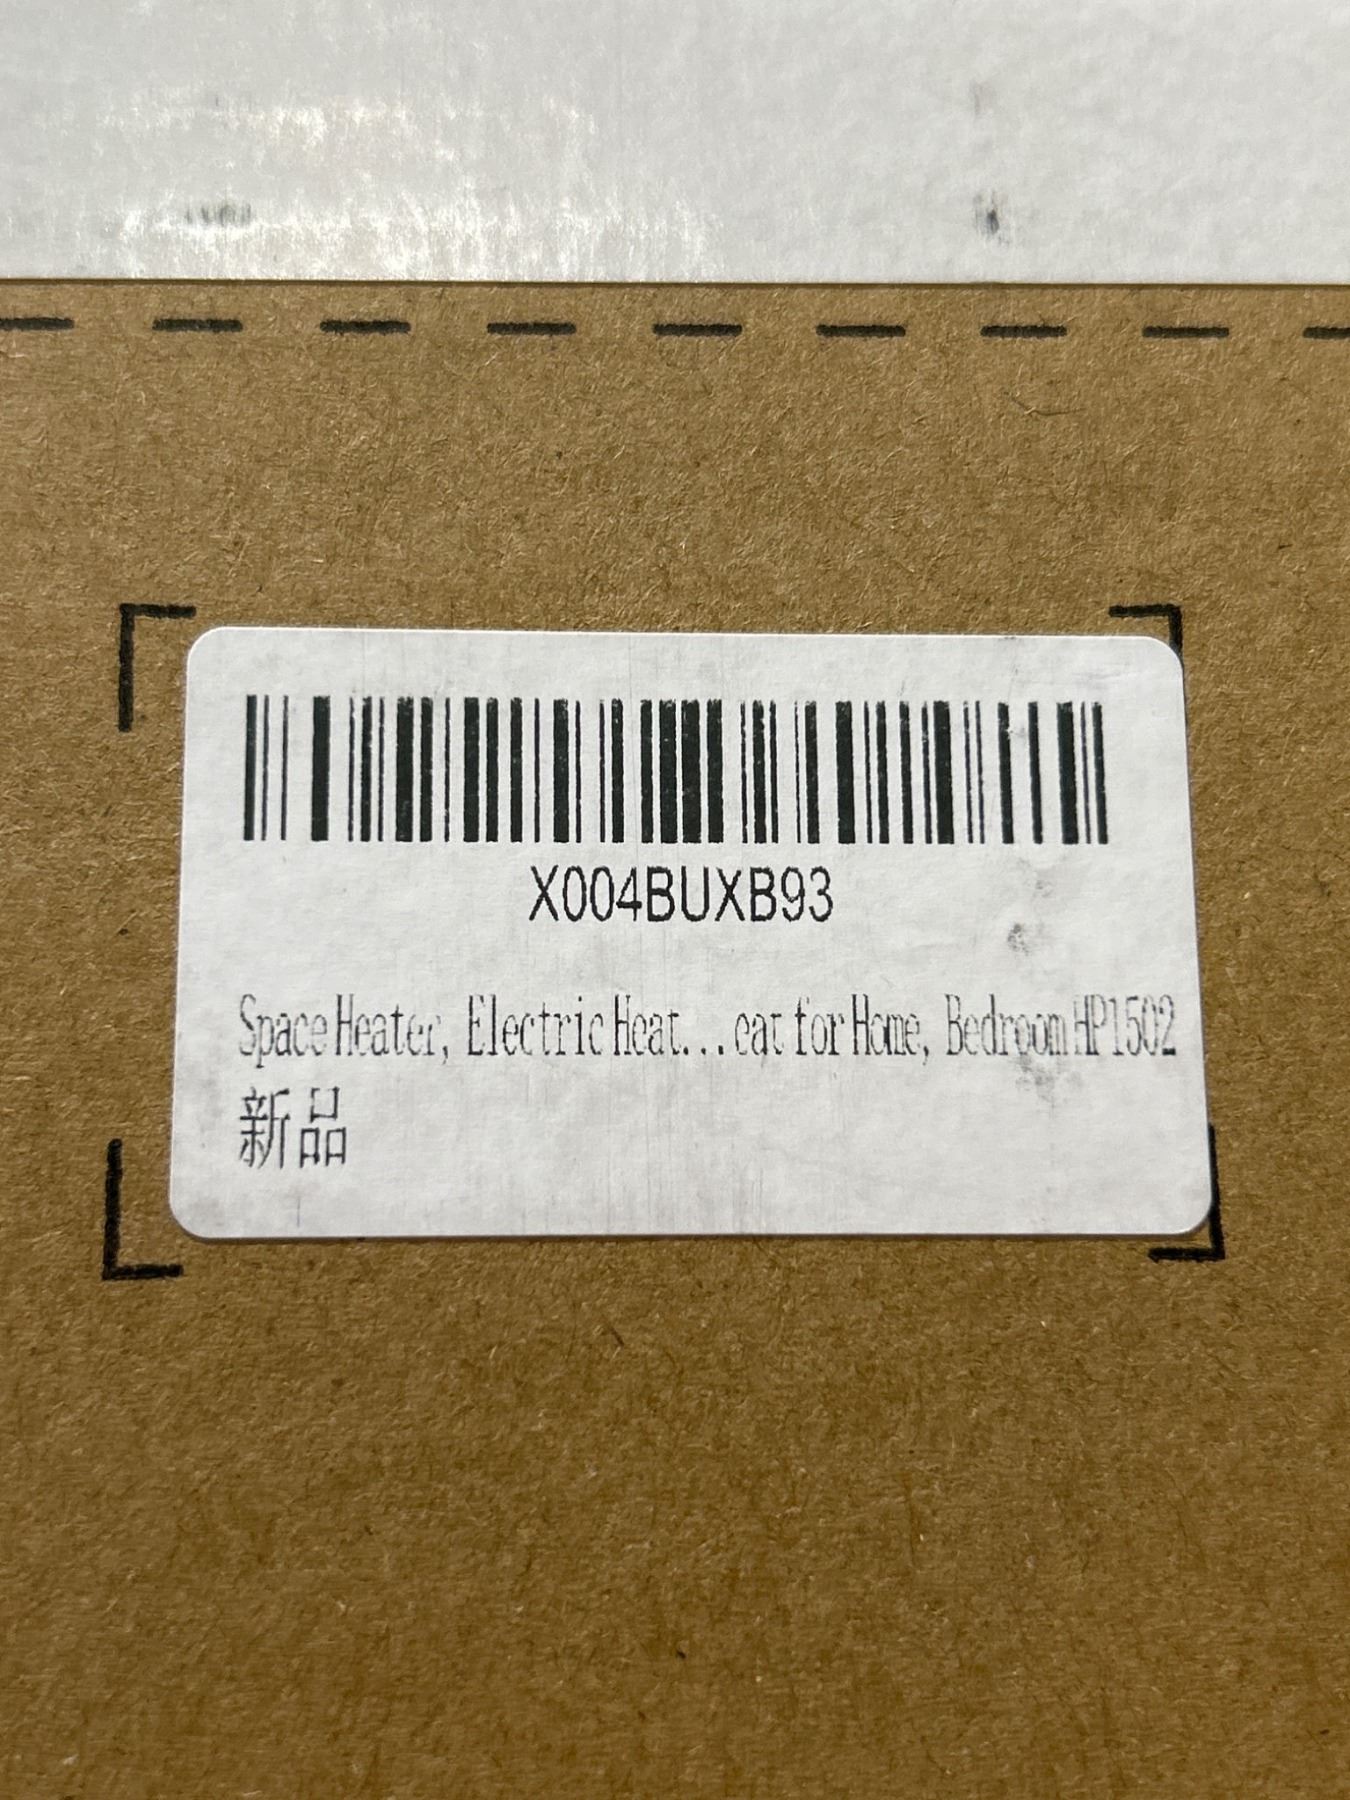 X004BUXB93
Space Heater, Electric Heat...eat for Home, Bedroom HP1502
新品